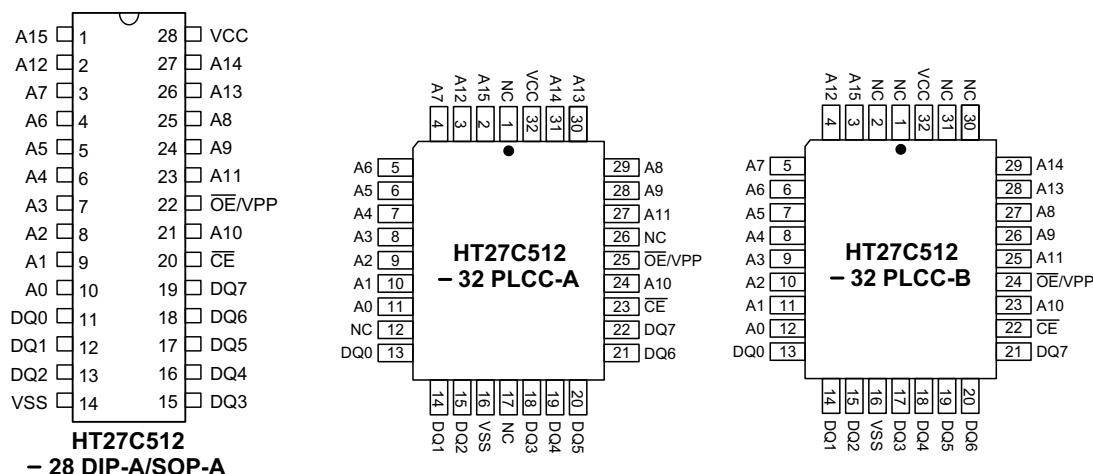 A15 1 28 VCC
A12 2 27 A14
A7 3 26 A13
A6 4 25 A8
A5 5 24 A9
A4 6 23 A11
A3 7 22 OE/VPP
A2 8 21 A10
A1 9 20 CE
A0 10 19 DQ7
DQ0 11 18 DQ6
DQ1 12 17 DQ5
DQ2 13 16 DQ4
VSS 14 15 DQ3
HT27C512
– 28 DIP-A/SOP-A
A7 A12 A15 NC VCC A14 A13
4 3 2 1 32 31 30
A6 5 29 A8
A5 6 28 A9
A4 7 27 A11
A3 8 26 NC
A2 9 25 OE/VPP
A1 10 24 A10
A0 11 23 CE
NC 12 22 DQ7
DQ0 13 21 DQ6
HT27C512
– 32 PLCC-A
14 15 16 17 18 19 20
DQ1 DQ2 VSS NC DQ3 DQ4 DQ5
A12 A15 NC NC VCC NC NC
4 3 2 1 32 31 30
A7 5 29 A14
A6 6 28 A13
A5 7 27 A8
A4 8 26 A9
A3 9 25 A11
A2 10 24 OE/VPP
A1 11 23 A10
A0 12 22 CE
DQ0 13 21 DQ7
HT27C512
– 32 PLCC-B
14 15 16 17 18 19 20
DQ1 DQ2 VSS DQ3 DQ4 DQ5 DQ6